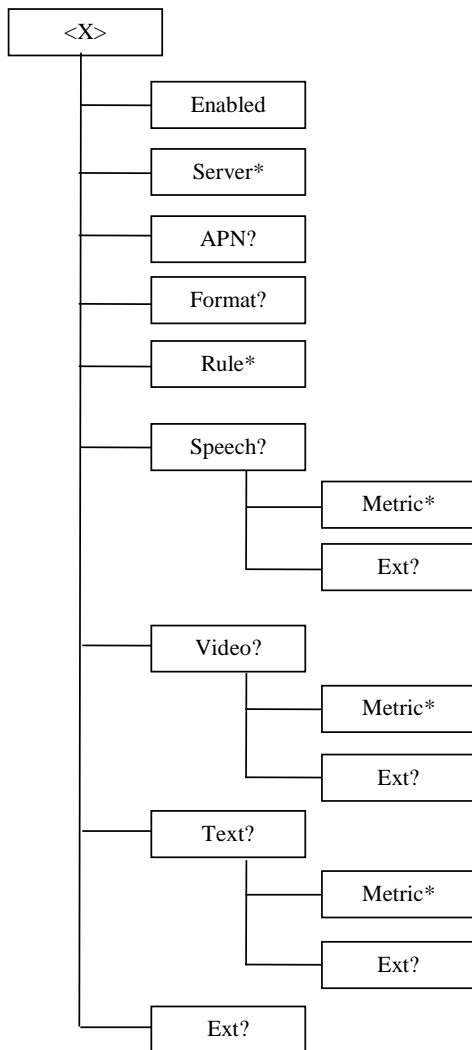 <X>
Enabled
Server*
APN?
Format?
Rule*
Speech?
Metric*
Ext?
Video?
Metric*
Ext?
Text?
Metric*
Ext?
Ext?